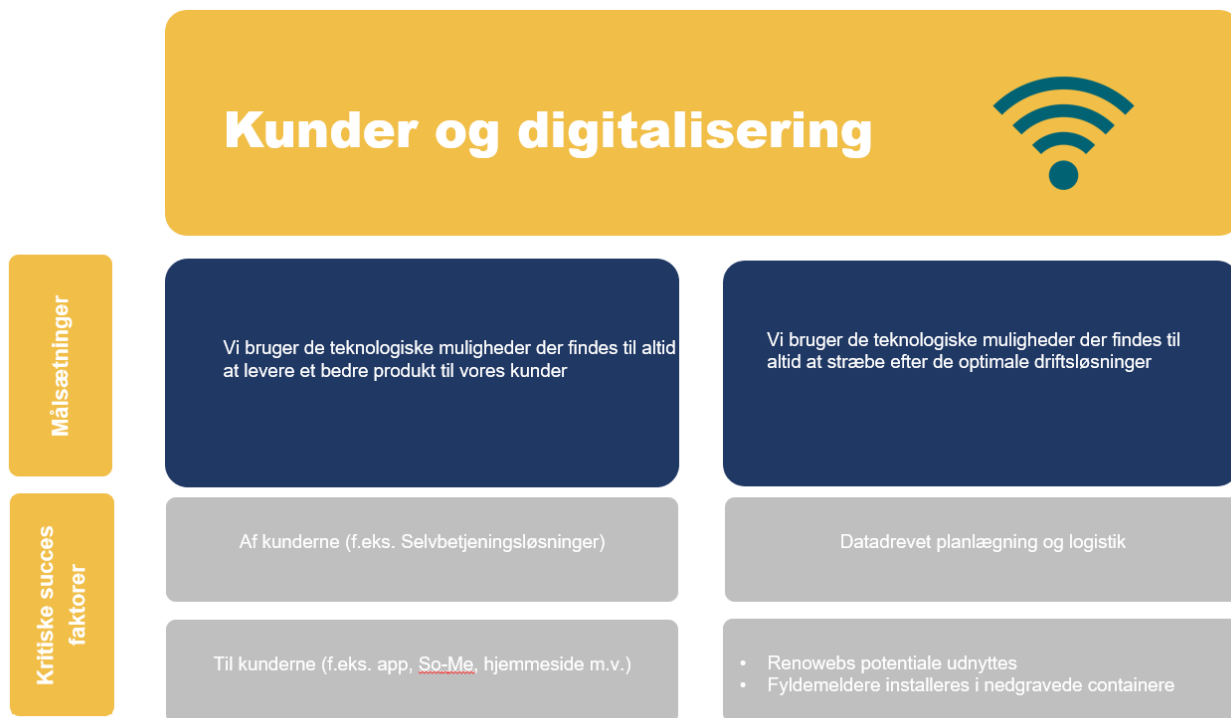 Kunder og digitalisering
Målsætninger
Vi bruger de teknologiske muligheder der findes til altid
at levere et bedre produkt til vores kunder
Vi bruger de teknologiske muligheder der findes til
altid at stræbe efter de optimale driftsløsninger
Kritiske succes
faktorer
Af kunderne (f.eks. Selvbetjeningsløsninger)
Datadrevet planlægning og logistik
Til kunderne (f.eks. app, So-Me, hjemmeside m.v.)
• Renowebs potentiale udnyttes
• Fyldemeldere installeres i nedgravede containere